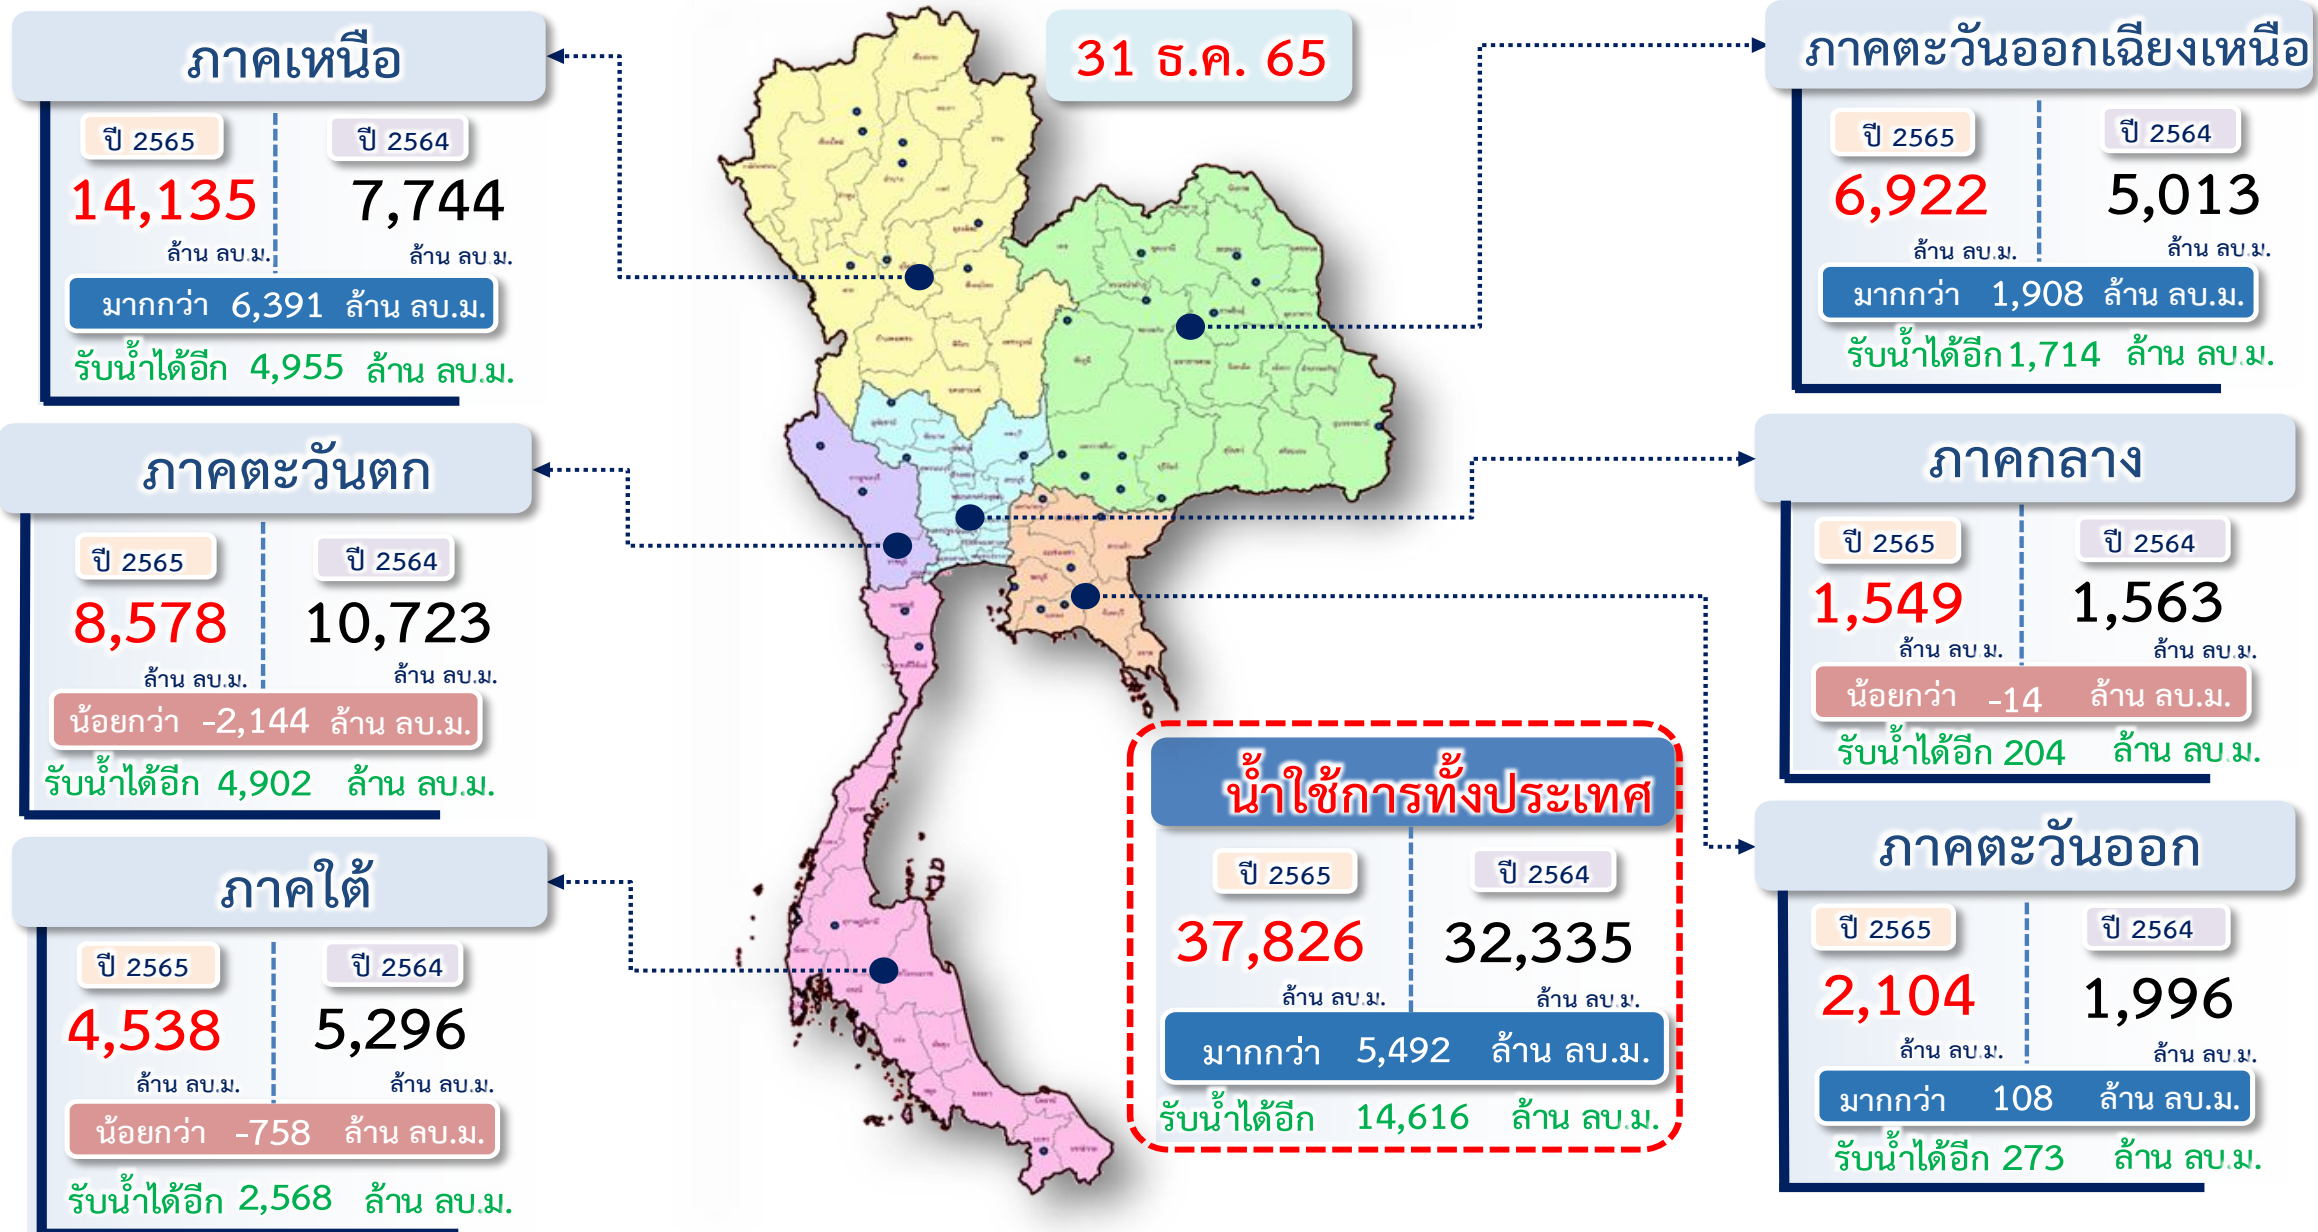 31 ธ.ค. 65
ภาคเหนือ
ปี 2565 ปี 2564
14,135 7,744
ล้าน ลบ.ม. ล้าน ลบ.ม.
มากกว่า 6,391 ล้าน ลบ.ม.
รับน้ำได้อีก 4,955 ล้าน ลบ.ม.
ภาคตะวันตก
ปี 2565 ปี 2564
8,578 10,723
ล้าน ลบ.ม. ล้าน ลบ.ม.
น้อยกว่า -2,144 ล้าน ลบ.ม.
รับน้ำได้อีก 4,902 ล้าน ลบ.ม.
ภาคใต้
ปี 2565 ปี 2564
4,538 5,296
ล้าน ลบ.ม. ล้าน ลบ.ม.
น้อยกว่า -758 ล้าน ลบ.ม.
รับน้ำได้อีก 2,568 ล้าน ลบ.ม.
น้ำใช้การทั้งประเทศ
ปี 2565 ปี 2564
37,826 32,335
ล้าน ลบ.ม. ล้าน ลบ.ม.
มากกว่า 5,492 ล้าน ลบ.ม.
รับน้ำได้อีก 14,616 ล้าน ลบ.ม.
ภาคตะวันออกเฉียงเหนือ
ปี 2565 ปี 2564
6,922 5,013
ล้าน ลบ.ม. ล้าน ลบ.ม.
มากกว่า 1,908 ล้าน ลบ.ม.
รับน้ำได้อีก 1,714 ล้าน ลบ.ม.
ภาคกลาง
ปี 2565 ปี 2564
1,549 1,563
ล้าน ลบ.ม. ล้าน ลบ.ม.
น้อยกว่า -14 ล้าน ลบ.ม.
รับน้ำได้อีก 204 ล้าน ลบ.ม.
ภาคตะวันออก
ปี 2565 ปี 2564
2,104 1,996
ล้าน ลบ.ม. ล้าน ลบ.ม.
มากกว่า 108 ล้าน ลบ.ม.
รับน้ำได้อีก 273 ล้าน ลบ.ม.